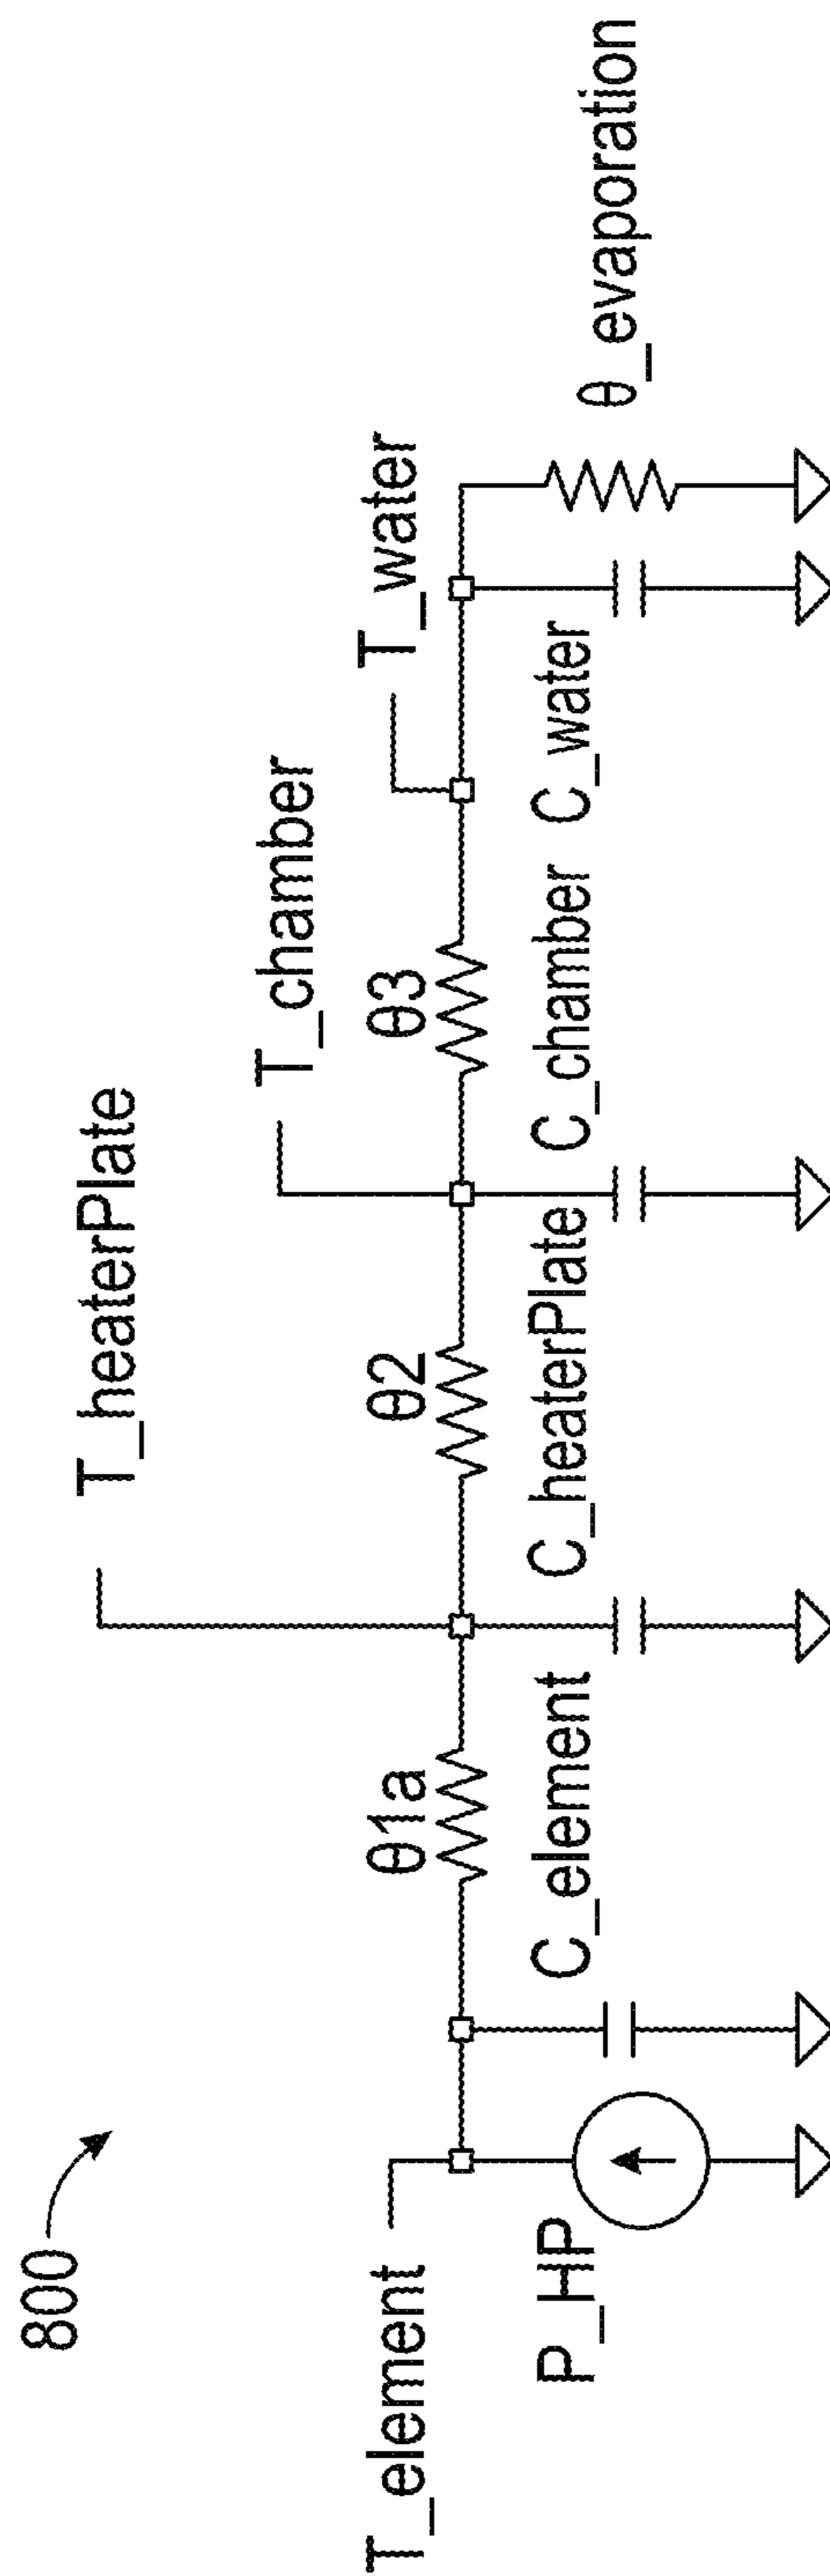 800
T_heaterPlate
T_chamber
T_element
θ1a
θ2
θ3
T_water
P_HP
C_element
C_heaterPlate
C_chamber
C_water
θ_evaporation